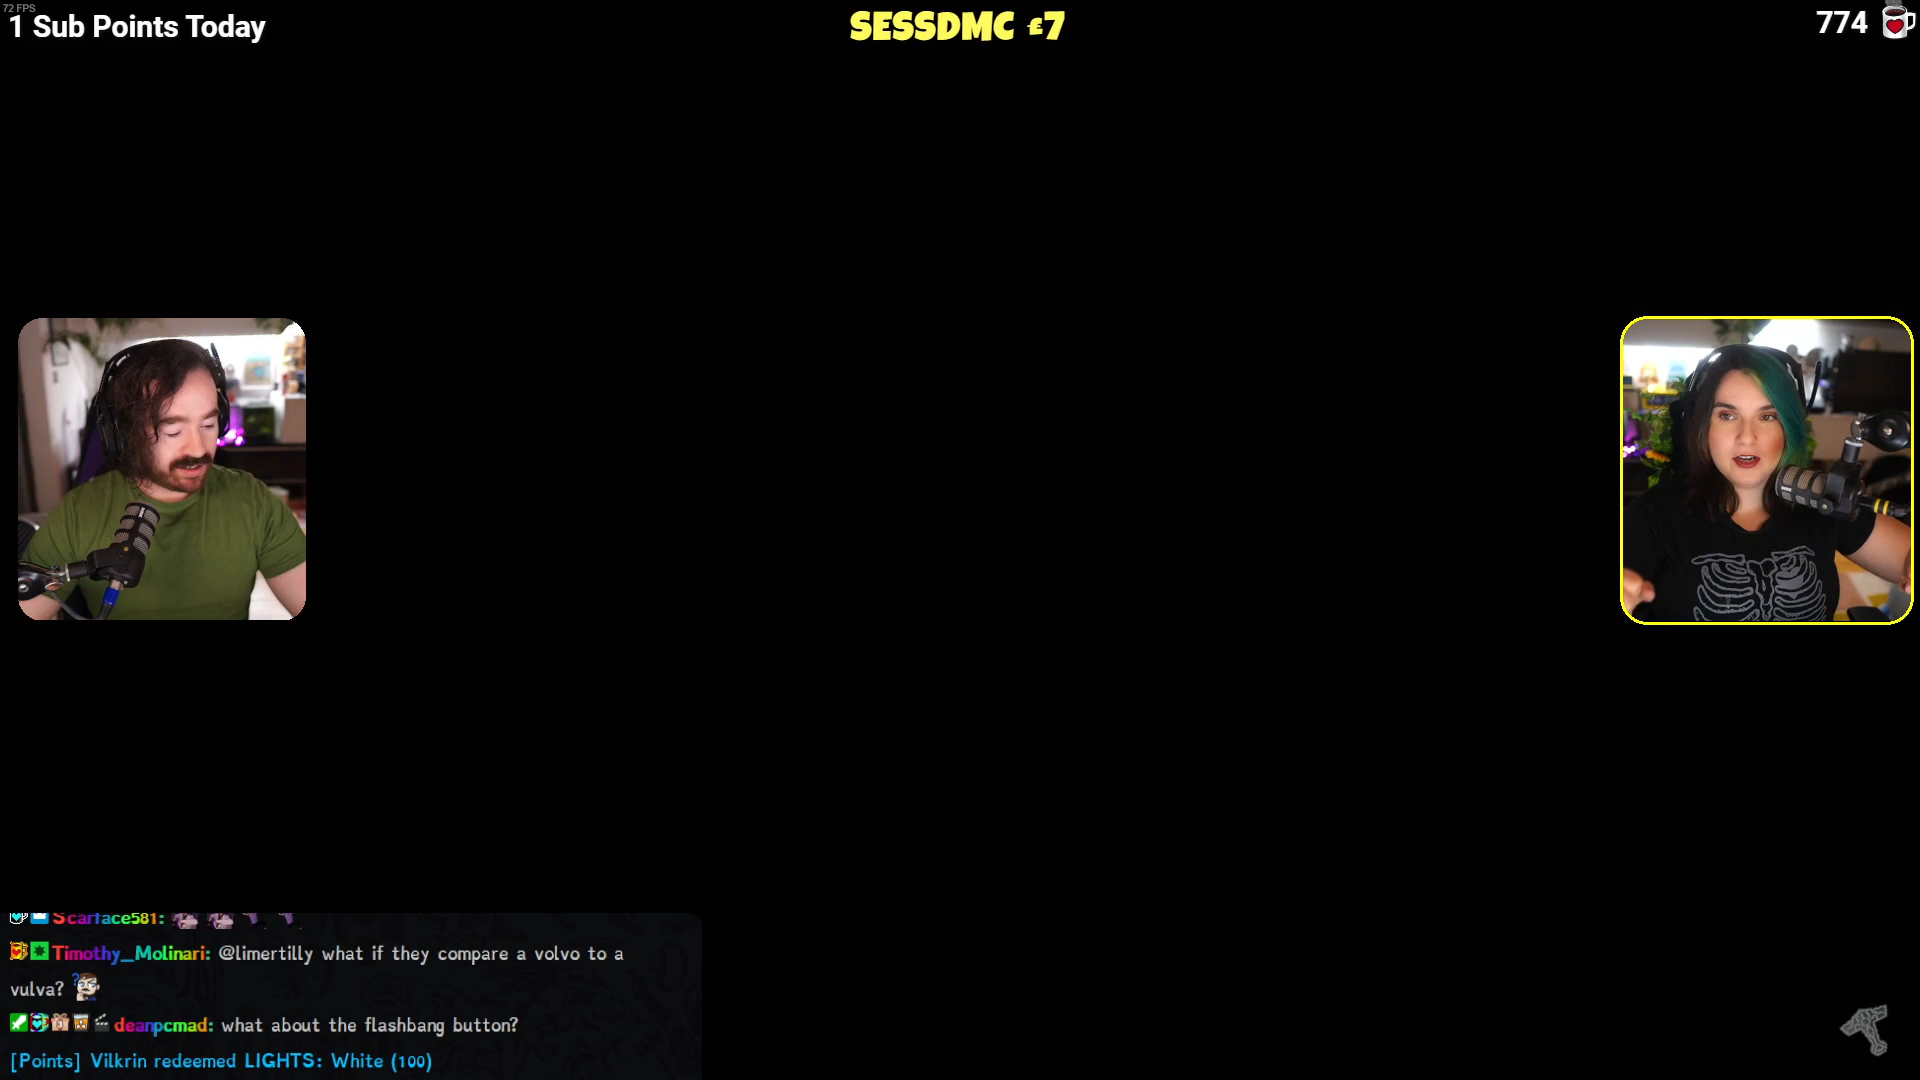 72 FPS
1 Sub Points Today
SESSDMC £7
774
Scarface581:
Timothy_Molinari: @limertilly what if they compare a volvo to a
vulva?
deanpcmad: what about the flashbang button?
[Points] Vilkrin redeemed LIGHTS: White (100)